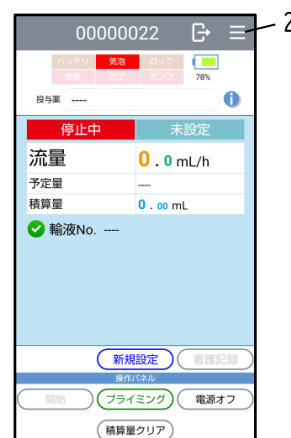 00000022
2
バッテリ 気泡 ロック
閉塞 完了 ポンプ 78%
投与薬 ----
停止中 未設定
流量 0.0 mL/h
予定量 ----
積算量 0.00 mL
輸液No. ----
新規設定 看護記録
操作パネル
開始 プライミング 電源オフ
積算量クリア